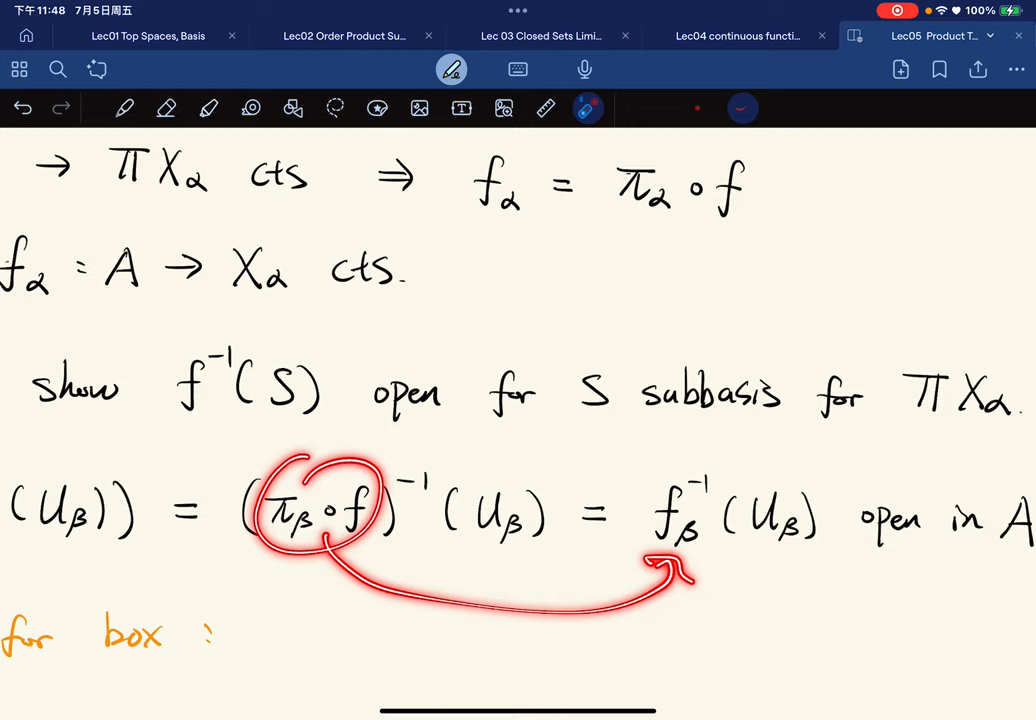 下午11:48 7月5日周五
100%
Lec01 Top Spaces, Basis
Lec02 Order Product Su...
Lec 03 Closed Sets Limi...
Lec04 continuous functi...
Lec05 Product T...
→ πXα cts ⇒ fα = πα ∘ f
fα : A → Xα cts.
show f⁻¹(S) open for S subbasis for πXα.
(Uβ)) = (πβ ∘ f)⁻¹ (Uβ) = fβ⁻¹ (Uβ) open in A
for box :